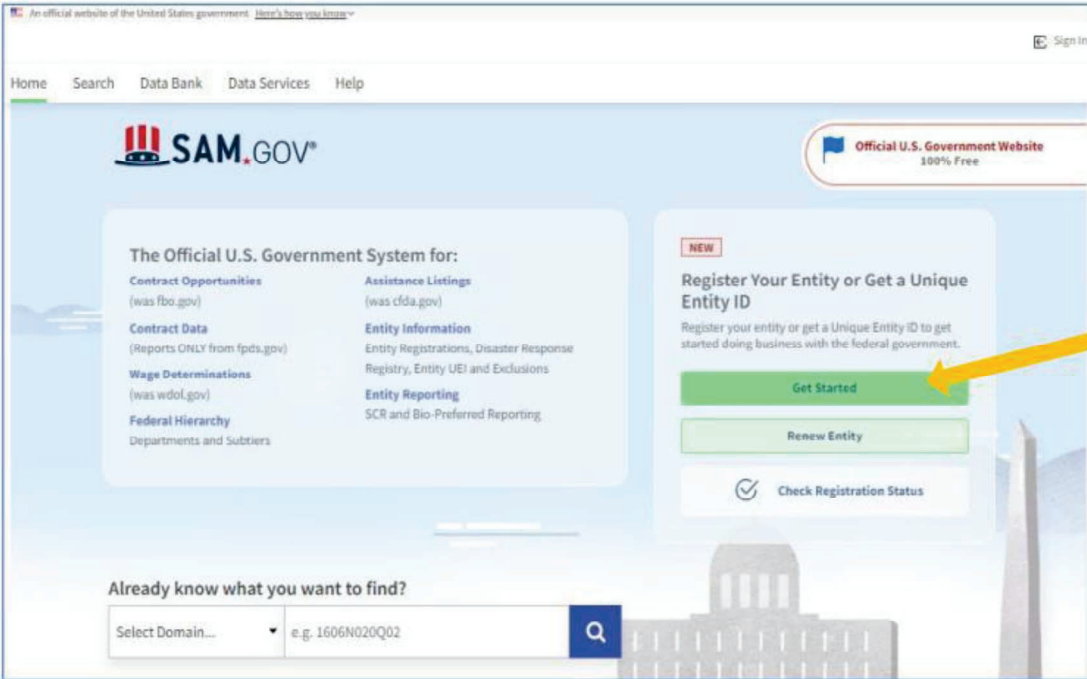 An official website of the United States government Here's how you know
Sign In
Home Search Data Bank Data Services Help
SAM.GOV®
Official U.S. Government Website
100% Free
The Official U.S. Government System for:
Contract Opportunities
(was fbo.gov)
Contract Data
(Reports ONLY from fpds.gov)
Wage Determinations
(was wdol.gov)
Federal Hierarchy
Departments and Subtiers
Assistance Listings
(was cfda.gov)
Entity Information
Entity Registrations, Disaster Response
Registry, Entity UEI and Exclusions
Entity Reporting
SCR and Bio-Preferred Reporting
NEW
Register Your Entity or Get a Unique
Entity ID
Register your entity or get a Unique Entity ID to get
started doing business with the federal government.
Get Started
Renew Entity
Check Registration Status
Already know what you want to find?
Select Domain... e.g. 1606N020Q02